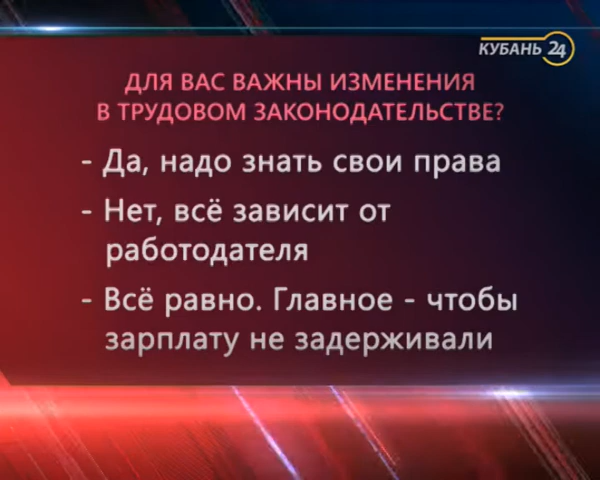 КУБАНЬ 24
ДЛЯ ВАС ВАЖНЫ ИЗМЕНЕНИЯ
В ТРУДОВОМ ЗАКОНОДАТЕЛЬСТВЕ?
- Да, надо знать свои права
- Нет, всё зависит от
работодателя
- Всё равно. Главное - чтобы
зарплату не задерживали